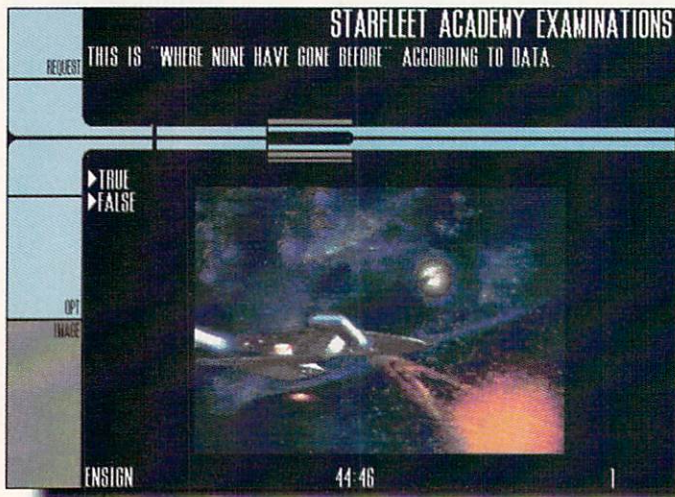 STARFLEET ACADEMY EXAMINATIONS
REQUEST
THIS IS "WHERE NONE HAVE GONE BEFORE" ACCORDING TO DATA.
TRUE
FALSE
OPT
IMAGE
ENSIGN 44:46 1